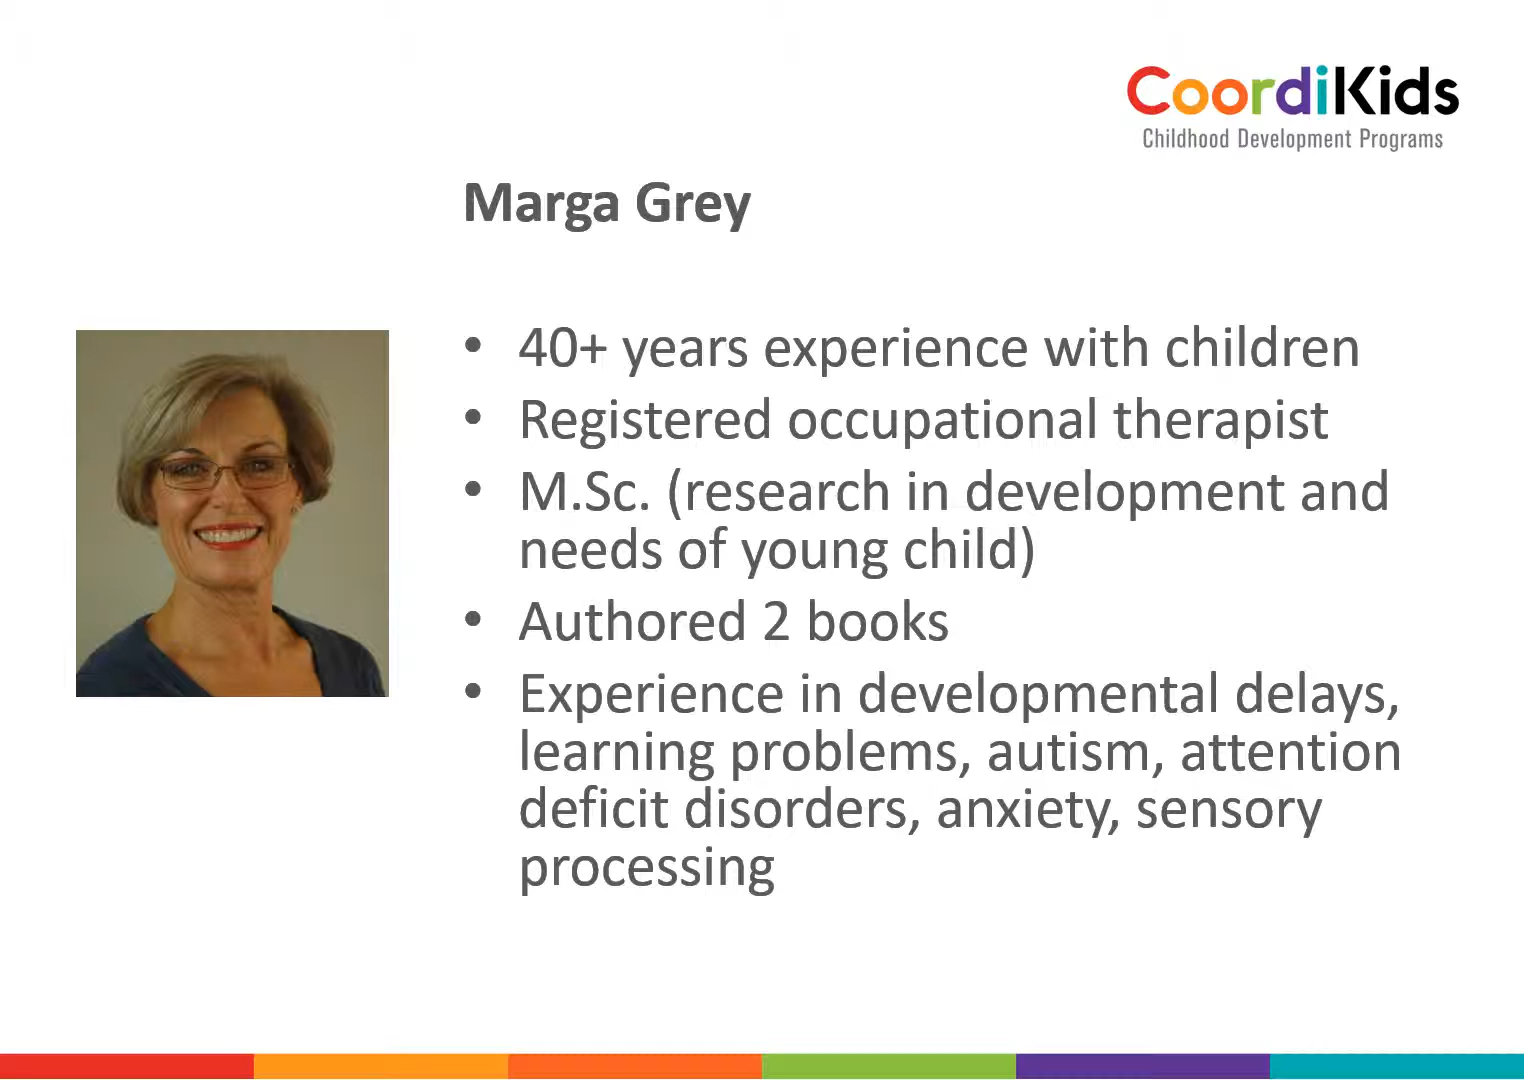 CoordiKids
Childhood Development Programs
Marga Grey
• 40+ years experience with children
• Registered occupational therapist
• M.Sc. (research in development and
needs of young child)
• Authored 2 books
• Experience in developmental delays,
learning problems, autism, attention
deficit disorders, anxiety, sensory
processing